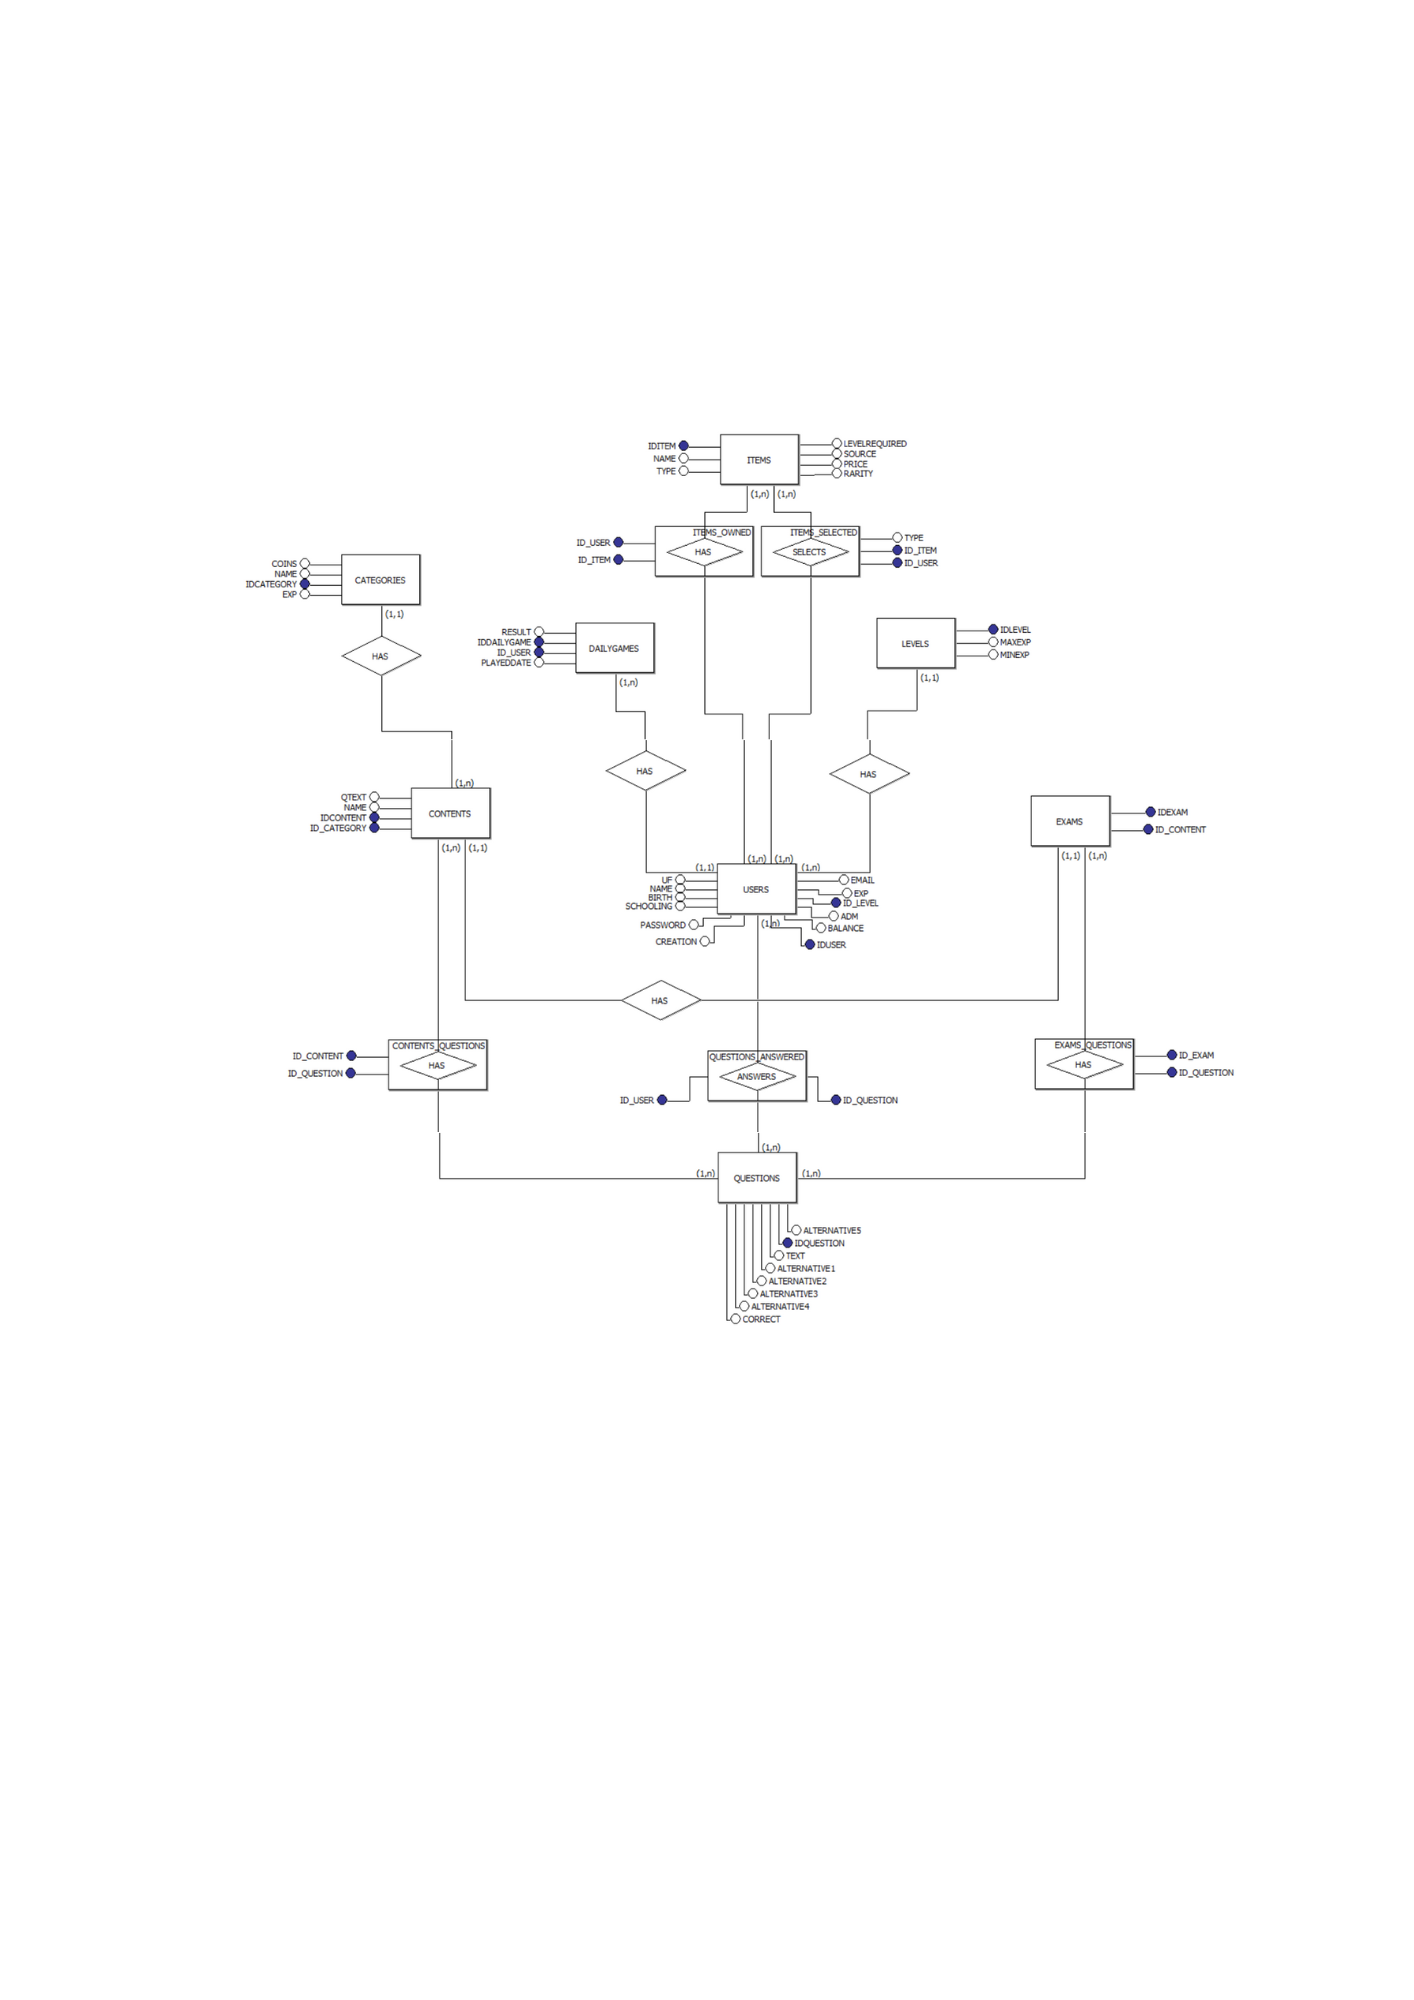 IDITEM
NAME
TYPE
ITEMS
LEVELREQUIRED
SOURCE
PRICE
RARITY
(1,n)
(1,n)
ITEMS_OWNED
HAS
ID_USER
ID_ITEM
ITEMS_SELECTED
SELECTS
TYPE
ID_ITEM
ID_USER
COINS
NAME
IDCATEGORY
EXP
CATEGORIES
(1,1)
HAS
RESULT
IDDAILYGAME
ID_USER
PLAYEDDATE
DAILYGAMES
(1,n)
LEVELS
IDLEVEL
MAXEXP
MINEXP
(1,1)
HAS
HAS
(1,n)
QTEXT
NAME
IDCONTENT
ID_CATEGORY
CONTENTS
(1,n)
(1,1)
EXAMS
IDEXAM
ID_CONTENT
(1,1)
(1,n)
(1,1)
(1,n)
(1,n)
(1,n)
UF
NAME
BIRTH
SCHOOLING
PASSWORD
CREATION
USERS
EMAIL
EXP
ID_LEVEL
ADM
BALANCE
IDUSER
(1,n)
HAS
ID_CONTENT
ID_QUESTION
CONTENTS_QUESTIONS
HAS
QUESTIONS_ANSWERED
ANSWERS
ID_USER
ID_QUESTION
EXAMS_QUESTIONS
HAS
ID_EXAM
ID_QUESTION
(1,n)
(1,n)
(1,n)
QUESTIONS
ALTERNATIVE5
IDQUESTION
TEXT
ALTERNATIVE1
ALTERNATIVE2
ALTERNATIVE3
ALTERNATIVE4
CORRECT